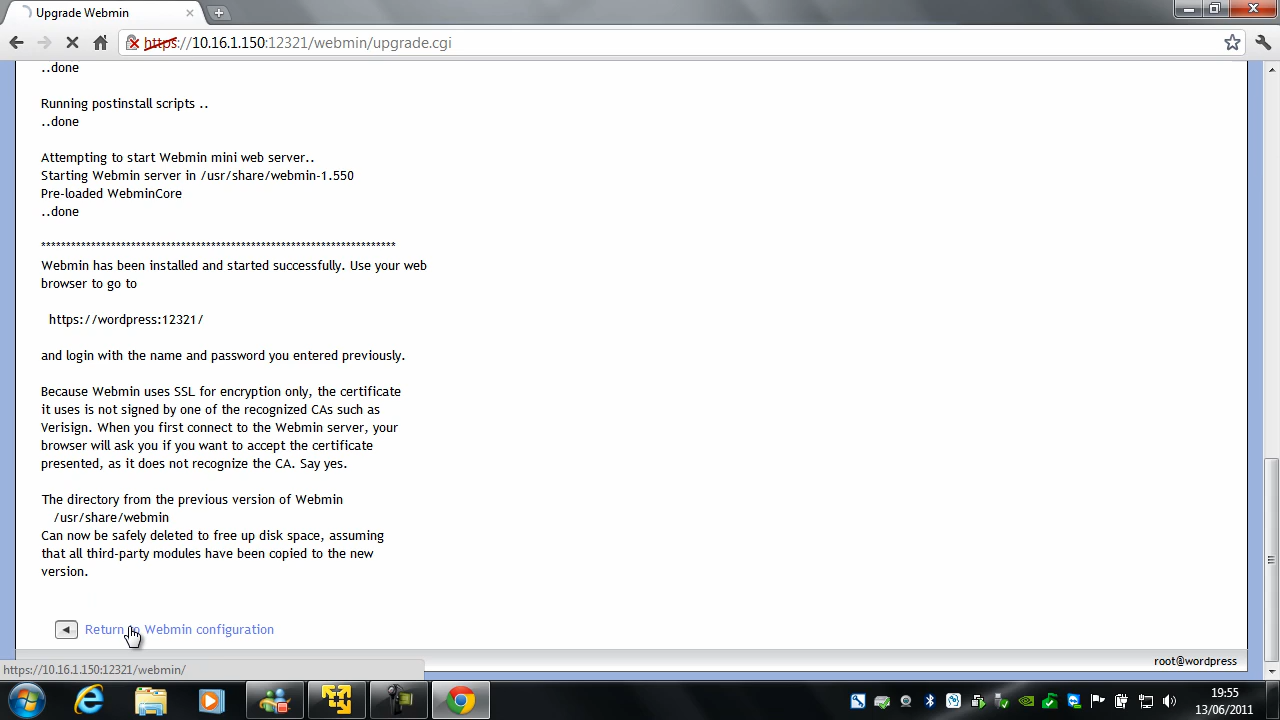 Upgrade Webmin
https://10.16.1.150:12321/webmin/upgrade.cgi
..done
Running postinstall scripts ..
..done
Attempting to start Webmin mini web server..
Starting Webmin server in /usr/share/webmin-1.550
Pre-loaded WebminCore
..done
***********************************************************************
Webmin has been installed and started successfully. Use your web
browser to go to
https://wordpress:12321/
and login with the name and password you entered previously.
Because Webmin uses SSL for encryption only, the certificate
it uses is not signed by one of the recognized CAs such as
Verisign. When you first connect to the Webmin server, your
browser will ask you if you want to accept the certificate
presented, as it does not recognize the CA. Say yes.
The directory from the previous version of Webmin
/usr/share/webmin
Can now be safely deleted to free up disk space, assuming
that all third-party modules have been copied to the new
version.
Return to Webmin configuration
root@wordpress
https://10.16.1.150:12321/webmin/
19:55
13/06/2011